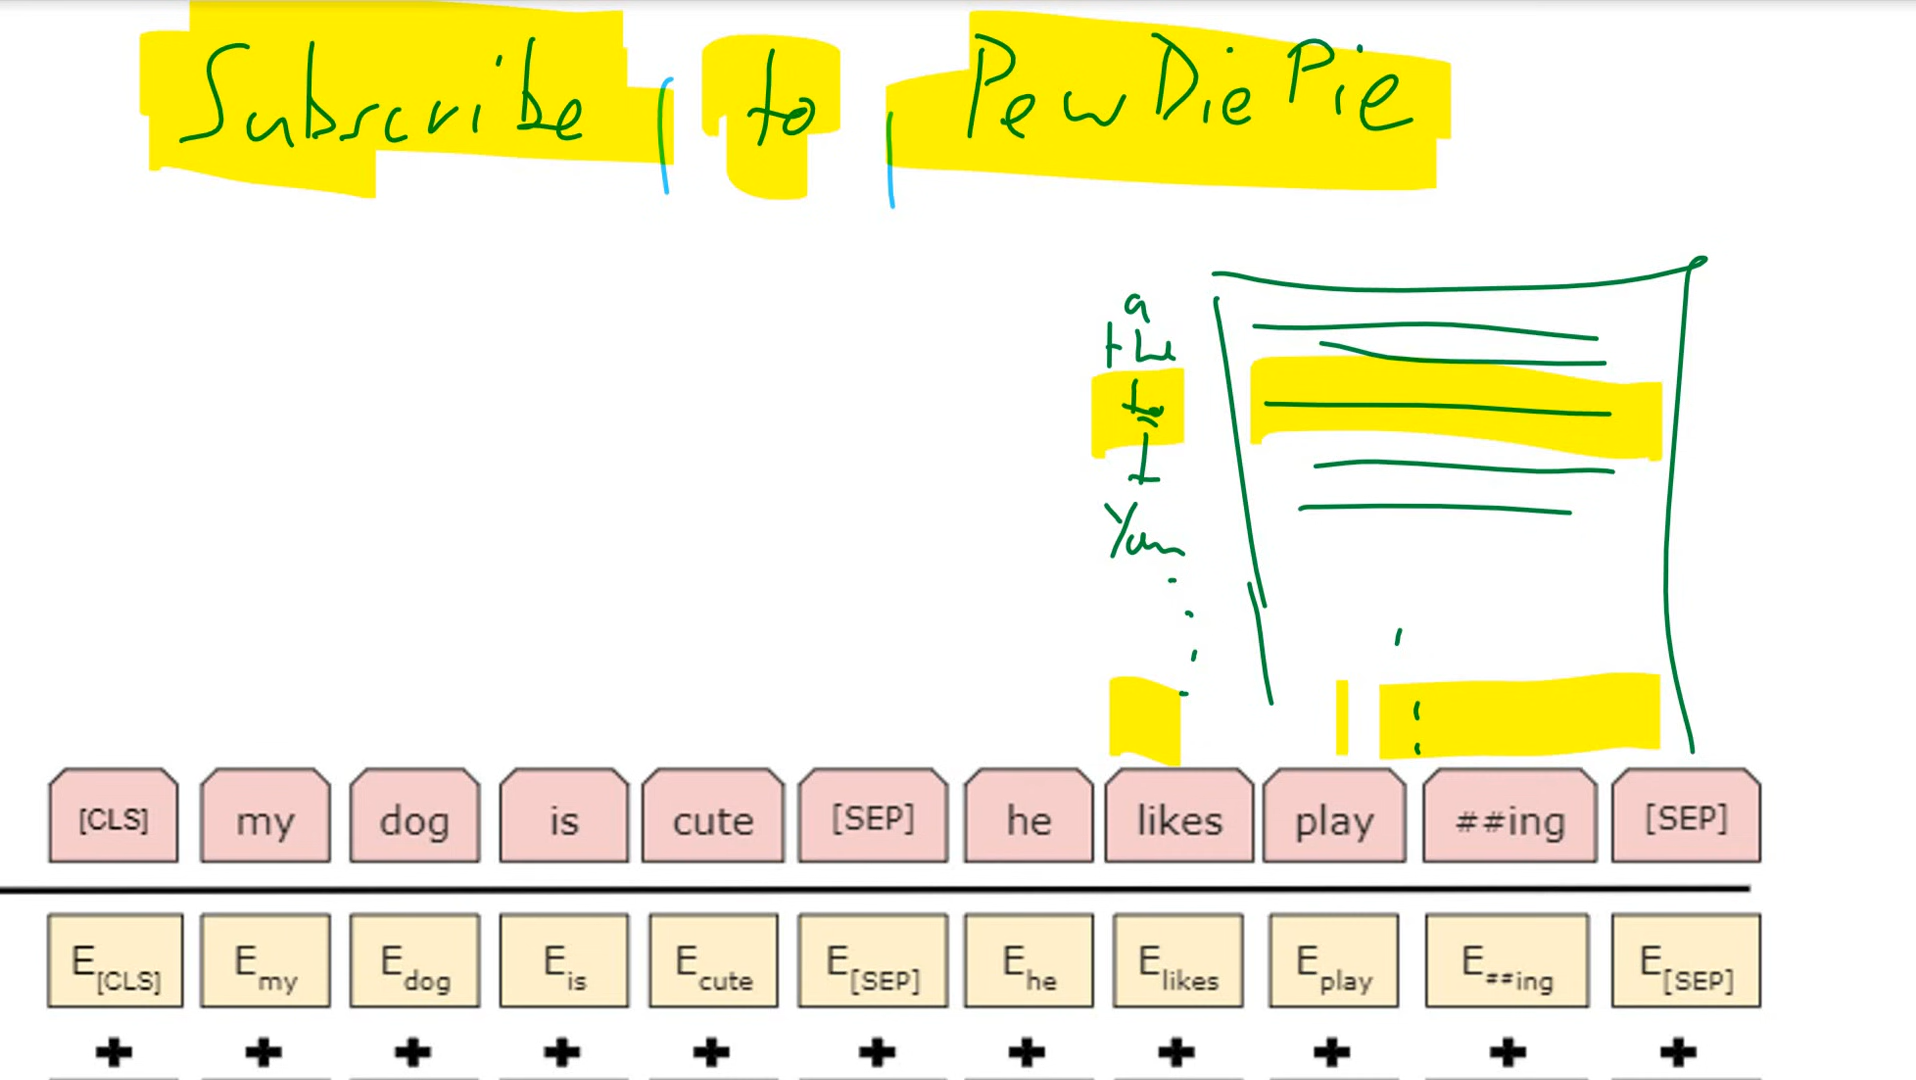 Subscribe to PewDiePie
a
the
to
I
You
[CLS] my dog is cute [SEP] he likes play ##ing [SEP]
E[CLS] Emy Edog Eis Ecute E[SEP] Ehe Elikes Eplay E##ing E[SEP]
+ + + + + + + + + + +